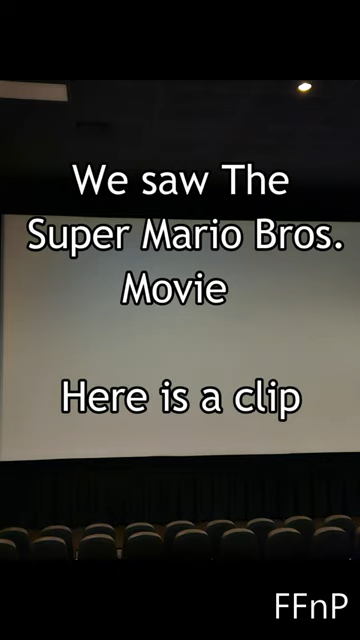 We saw The
Super Mario Bros.
Movie
Here is a clip
FFnP